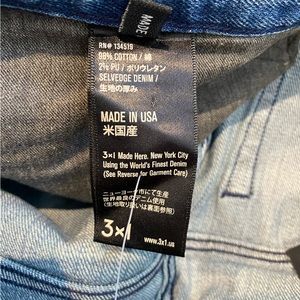 MADE
RN# 134519
98% COTTON / 綿
2% PU / ポリウレタン
SELVEDGE DENIM /
生地の厚み
MADE IN USA
米国産
3×1 Made Here. New York City
Using the World's Finest Denim
(See Reverse for Garment Care)
ニューヨーク市にて生産
世界最高のデニム使用
(生地取り扱いは裏面参照)
3×1
www.3x1.us